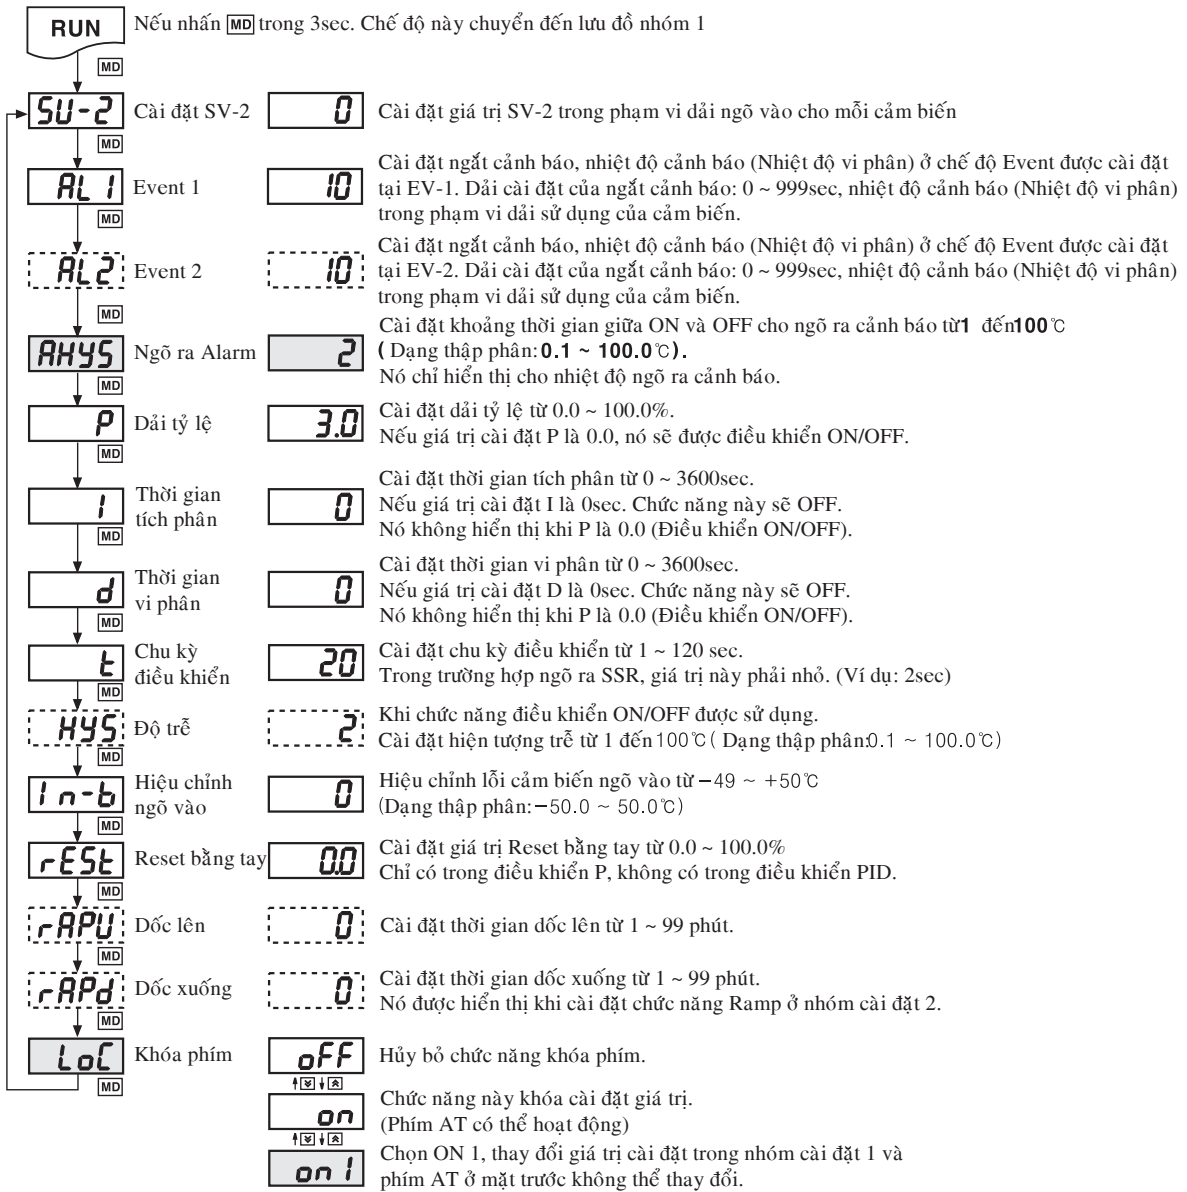 RUN
Nếu nhấn MD trong 3sec. Chế độ này chuyển đến lưu đồ nhóm 1
MD
SU-2
Cài đặt SV-2
0
Cài đặt giá trị SV-2 trong phạm vi dải ngõ vào cho mỗi cảm biến
MD
AL 1
Event 1
10
Cài đặt ngắt cảnh báo, nhiệt độ cảnh báo (Nhiệt độ vi phân) ở chế độ Event được cài đặt
tại EV-1. Dải cài đặt của ngắt cảnh báo: 0 ~ 999sec, nhiệt độ cảnh báo (Nhiệt độ vi phân)
trong phạm vi dải sử dụng của cảm biến.
MD
AL2
Event 2
10
Cài đặt ngắt cảnh báo, nhiệt độ cảnh báo (Nhiệt độ vi phân) ở chế độ Event được cài đặt
tại EV-2. Dải cài đặt của ngắt cảnh báo: 0 ~ 999sec, nhiệt độ cảnh báo (Nhiệt độ vi phân)
trong phạm vi dải sử dụng của cảm biến.
MD
AHYS
Ngõ ra Alarm
2
Cài đặt khoảng thời gian giữa ON và OFF cho ngõ ra cảnh báo từ 1 đến 100℃
( Dạng thập phân: 0.1 ~ 100.0℃).
Nó chỉ hiển thị cho nhiệt độ ngõ ra cảnh báo.
MD
P
Dải tỷ lệ
3.0
Cài đặt dải tỷ lệ từ 0.0 ~ 100.0%.
Nếu giá trị cài đặt P là 0.0, nó sẽ được điều khiển ON/OFF.
MD
I
Thời gian
tích phân
0
Cài đặt thời gian tích phân từ 0 ~ 3600sec.
Nếu giá trị cài đặt I là 0sec. Chức năng này sẽ OFF.
Nó không hiển thị khi P là 0.0 (Điều khiển ON/OFF).
MD
d
Thời gian
vi phân
0
Cài đặt thời gian vi phân từ 0 ~ 3600sec.
Nếu giá trị cài đặt D là 0sec. Chức năng này sẽ OFF.
Nó không hiển thị khi P là 0.0 (Điều khiển ON/OFF).
MD
t
Chu kỳ
điều khiển
20
Cài đặt chu kỳ điều khiển từ 1 ~ 120 sec.
Trong trường hợp ngõ ra SSR, giá trị này phải nhỏ. (Ví dụ: 2sec)
MD
HYS
Độ trễ
2
Khi chức năng điều khiển ON/OFF được sử dụng.
Cài đặt hiện tượng trễ từ 1 đến 100℃ ( Dạng thập phân: 0.1 ~ 100.0℃)
MD
In-b
Hiệu chỉnh
ngõ vào
0
Hiệu chỉnh lỗi cảm biến ngõ vào từ −49 ~ +50℃
(Dạng thập phân: −50.0 ~ 50.0℃)
MD
rESt
Reset bằng tay
0.0
Cài đặt giá trị Reset bằng tay từ 0.0 ~ 100.0%
Chỉ có trong điều khiển P, không có trong điều khiển PID.
MD
rAPU
Dốc lên
0
Cài đặt thời gian dốc lên từ 1 ~ 99 phút.
MD
rAPd
Dốc xuống
0
Cài đặt thời gian dốc xuống từ 1 ~ 99 phút.
Nó được hiển thị khi cài đặt chức năng Ramp ở nhóm cài đặt 2.
MD
LoC
Khóa phím
oFF
Hủy bỏ chức năng khóa phím.
MD
on
Chức năng này khóa cài đặt giá trị.
(Phím AT có thể hoạt động)
on 1
Chọn ON 1, thay đổi giá trị cài đặt trong nhóm cài đặt 1 và
phím AT ở mặt trước không thể thay đổi.